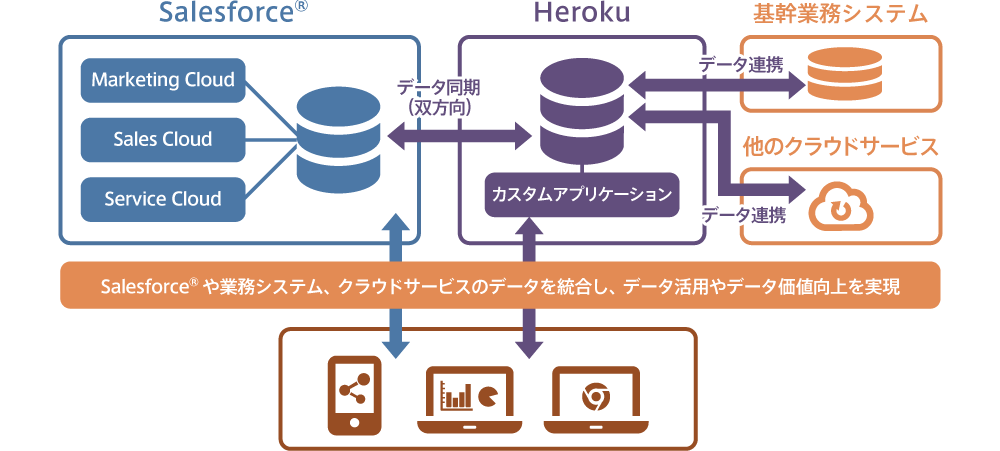 Salesforce®
Heroku
基幹業務システム
Marketing Cloud
Sales Cloud
Service Cloud
データ同期
(双方向)
カスタムアプリケーション
データ連携
他のクラウドサービス
データ連携
Salesforce®や業務システム、クラウドサービスのデータを統合し、データ活用やデータ価値向上を実現